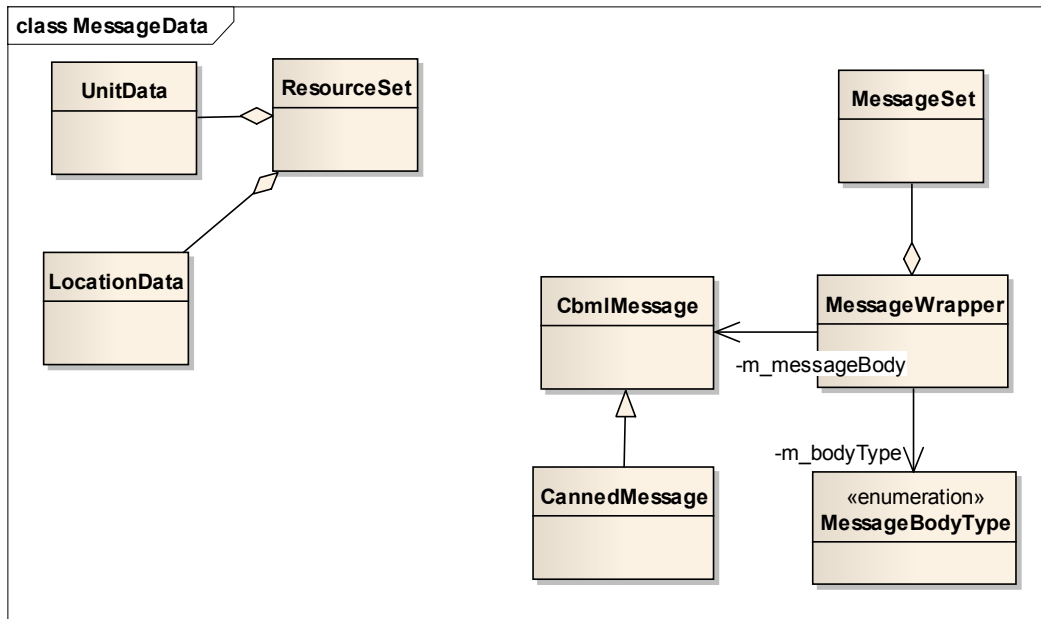 class MessageData
UnitData
ResourceSet
MessageSet
LocationData
CbmlMessage
MessageWrapper
-m_messageBody
-m_bodyType
CannedMessage
«enumeration»
MessageBodyType